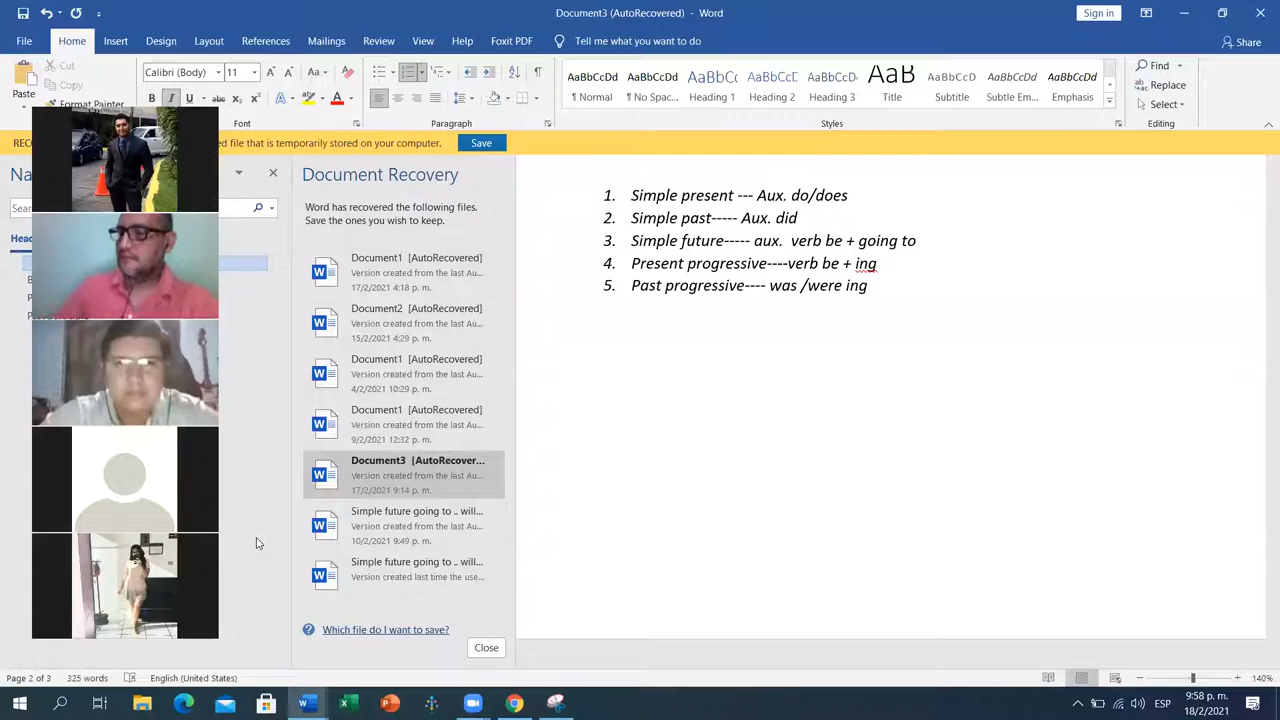 Document3 (AutoRecovered) - Word
Sign in
File Home Insert Design Layout References Mailings Review View Help Foxit PDF Tell me what you want to do Share
Cut
Paste
Format Painter
Calibri (Body) 11
Font
Paragraph
AaBbCcDd AaBbCcDd AaBbC( AaBbCcC AaBbCcD AaB AaBbCcD AaBbCcDd AaBbCcDd
¶ Normal ¶ No Spac... Heading 1 Heading 2 Heading 3 Title Subtitle Subtle Em... Emphasis
Styles
Find
Replace
Select
Editing
file that is temporarily stored on your computer. Save
Document Recovery
Word has recovered the following files.
Save the ones you wish to keep.
Document1 [AutoRecovered]
Version created from the last Au...
17/2/2021 4:18 p. m.
Document2 [AutoRecovered]
Version created from the last Au...
15/2/2021 4:29 p. m.
Document1 [AutoRecovered]
Version created from the last Au...
4/2/2021 10:29 p. m.
Document1 [AutoRecovered]
Version created from the last Au...
9/2/2021 12:32 p. m.
Document3 [AutoRecover...
Version created from the last Au...
17/2/2021 9:14 p. m.
Simple future going to .. will...
Version created from the last Au...
10/2/2021 9:49 p. m.
Simple future going to .. will...
Version created last time the use...
Which file do I want to save?
Close
1. Simple present --- Aux. do/does
2. Simple past----- Aux. did
3. Simple future----- aux. verb be + going to
4. Present progressive----verb be + ing
5. Past progressive---- was /were ing
Page 2 of 3 325 words English (United States) 140%
ESP 9:58 p. m.
18/2/2021